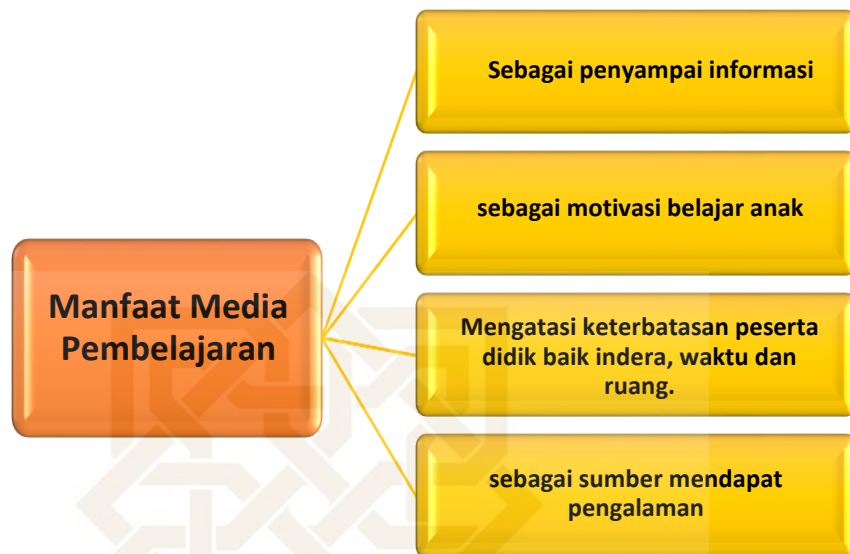 Sebagai penyampai informasi
sebagai motivasi belajar anak
Manfaat Media
Pembelajaran
Mengatasi keterbatasan peserta
didik baik indera, waktu dan
ruang.
sebagai sumber mendapat
pengalaman